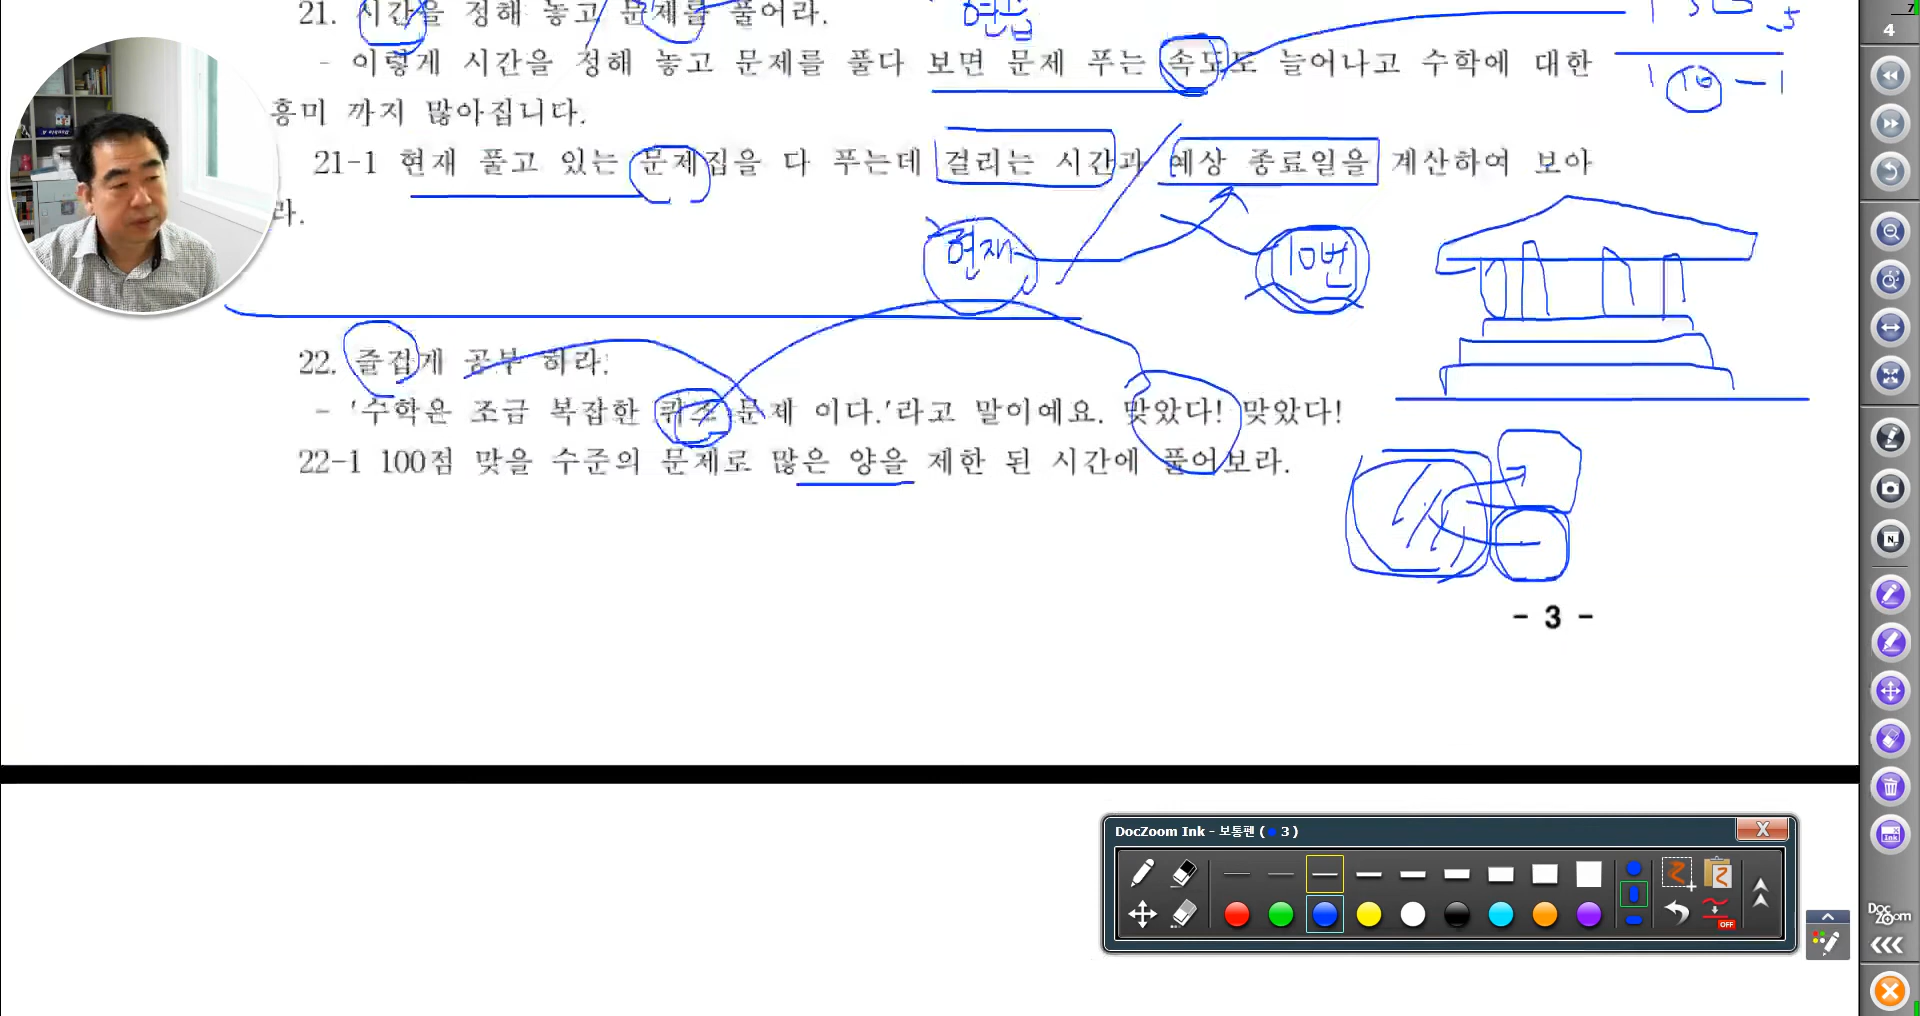 21. 시간을 정해 놓고 문제를 풀어라.
- 이렇게 시간을 정해 놓고 문제를 풀다 보면 문제 푸는 속도도 늘어나고 수학에 대한
흥미 까지 많아집니다.
21-1 현재 풀고 있는 문제집을 다 푸는데 걸리는 시간과 예상 종료일을 계산하여 보아
라.
현재
10번
22. 즐겁게 공부 하라.
- '수학은 조금 복잡한 퀴즈 문제 이다.'라고 말이예요. 맞았다! 맞았다!
22-1 100점 맞을 수준의 문제로 많은 양을 제한 된 시간에 풀어보라.
- 3 -
DocZoom Ink - 보통펜 ( 3 )
OFF
7
4
N
Ink
Doc Zoom